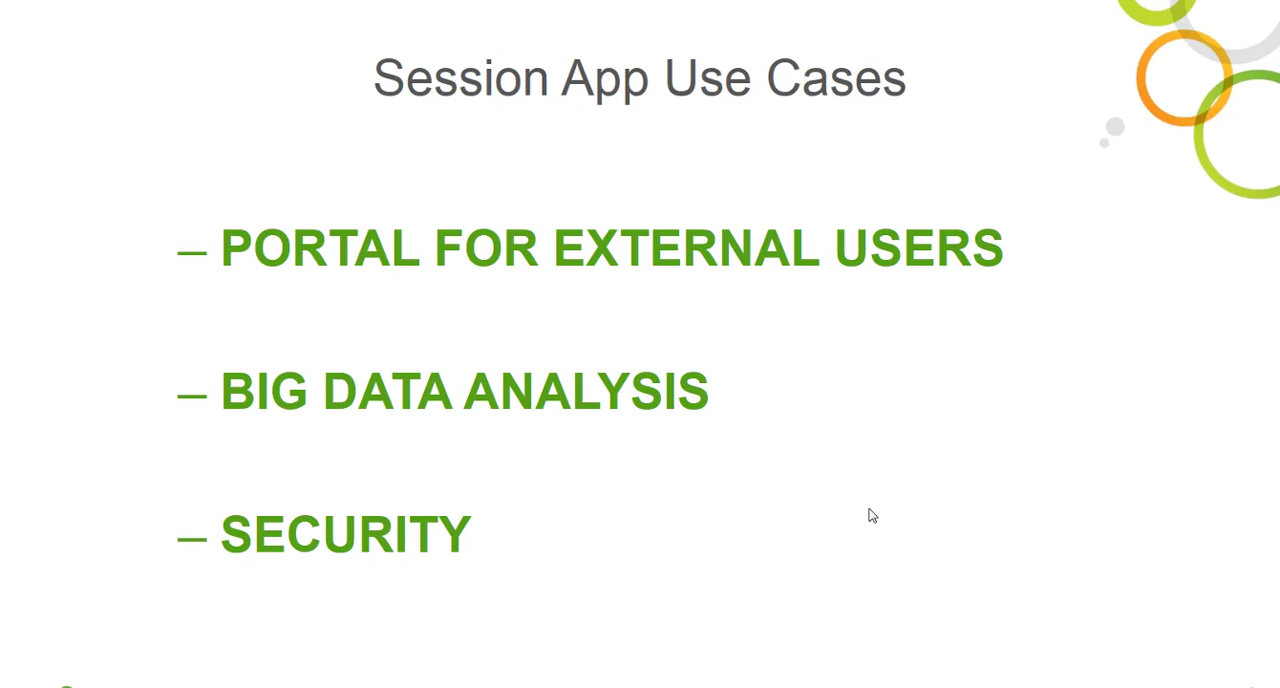 Session App Use Cases
– PORTAL FOR EXTERNAL USERS
– BIG DATA ANALYSIS
– SECURITY